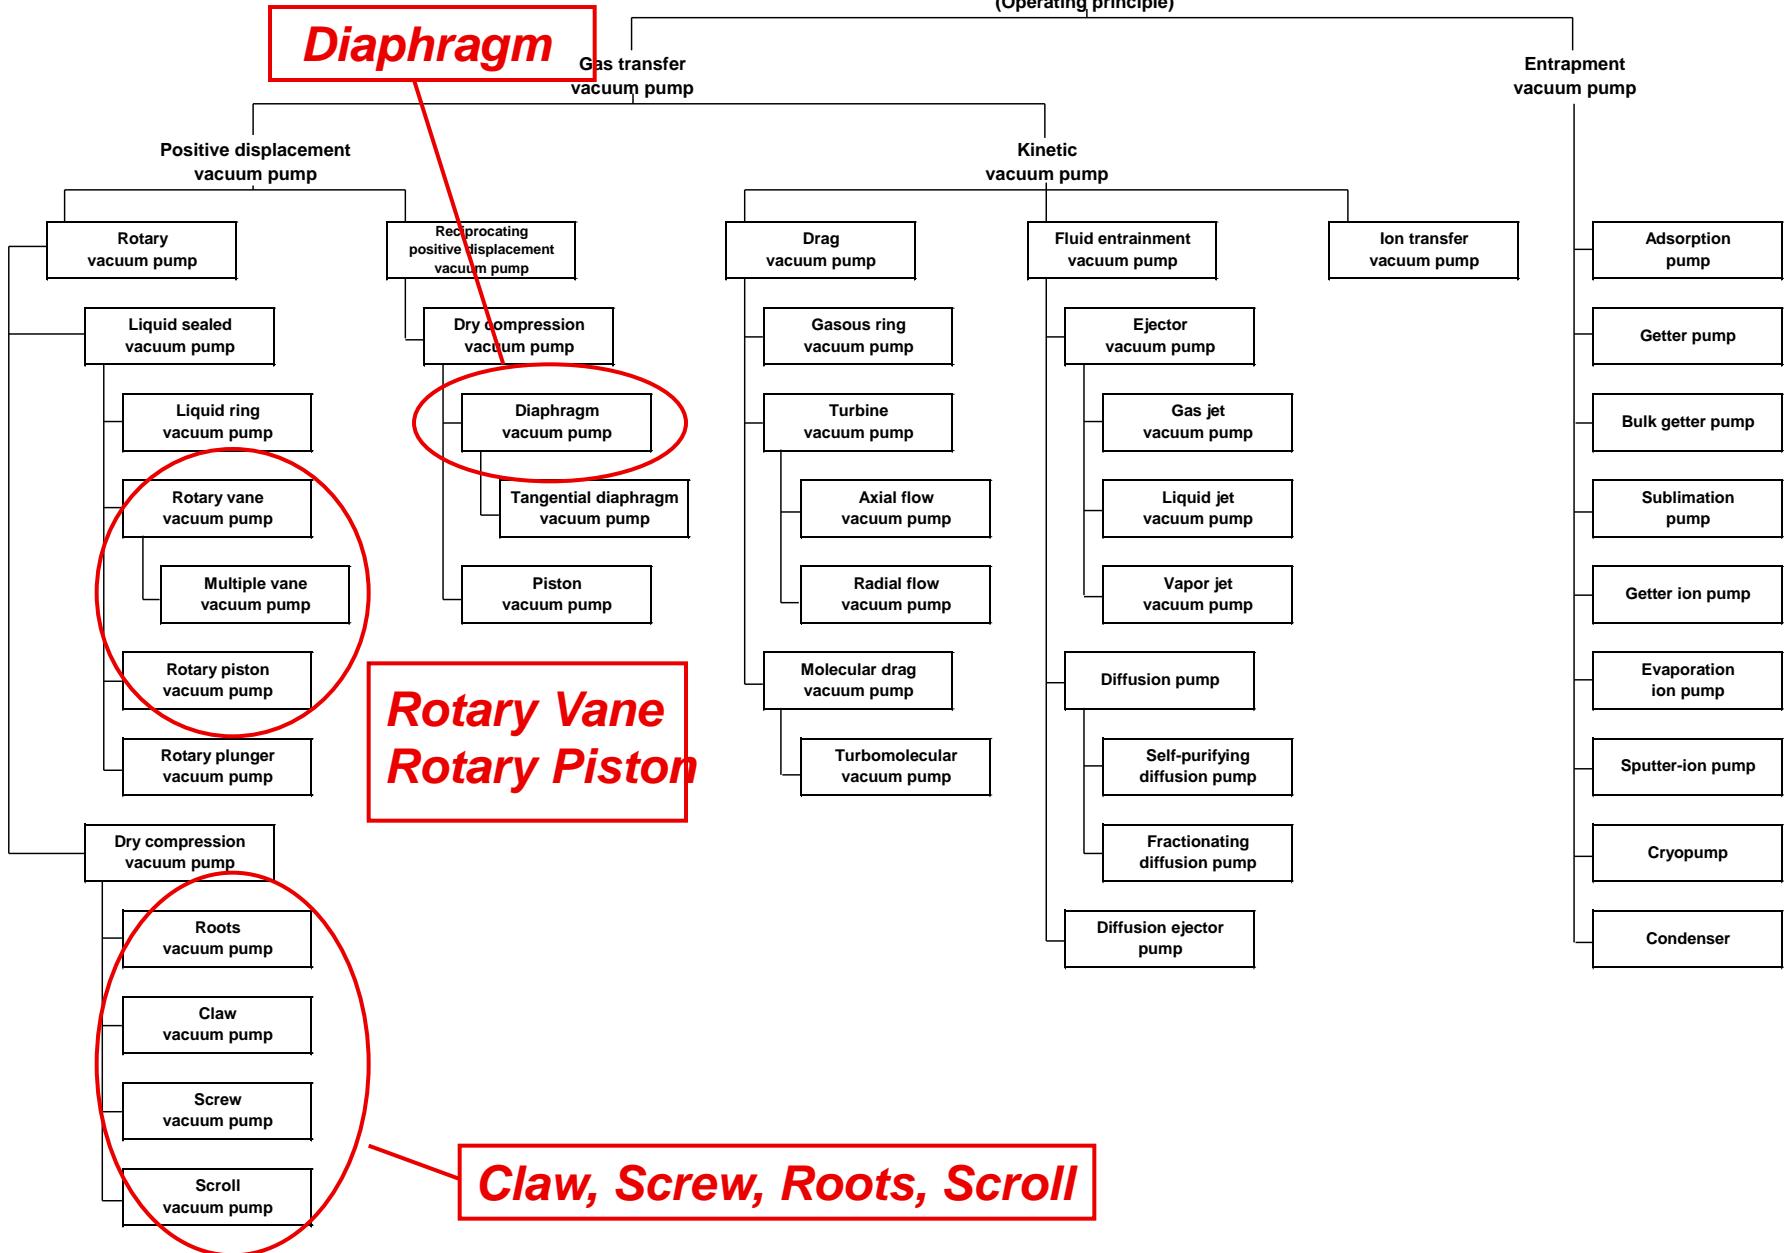 (Operating principle)
Diaphragm
Gas transfer
vacuum pump
Entrapment
vacuum pump
Positive displacement
vacuum pump
Kinetic
vacuum pump
Rotary
vacuum pump
Reciprocating
positive displacement
vacuum pump
Drag
vacuum pump
Fluid entrainment
vacuum pump
Ion transfer
vacuum pump
Adsorption
pump
Liquid sealed
vacuum pump
Dry compression
vacuum pump
Gasous ring
vacuum pump
Ejector
vacuum pump
Getter pump
Liquid ring
vacuum pump
Diaphragm
vacuum pump
Turbine
vacuum pump
Gas jet
vacuum pump
Bulk getter pump
Rotary vane
vacuum pump
Tangential diaphragm
vacuum pump
Axial flow
vacuum pump
Liquid jet
vacuum pump
Sublimation
pump
Multiple vane
vacuum pump
Piston
vacuum pump
Radial flow
vacuum pump
Vapor jet
vacuum pump
Getter ion pump
Rotary piston
vacuum pump
Rotary Vane
Rotary Piston
Molecular drag
vacuum pump
Diffusion pump
Evaporation
ion pump
Rotary plunger
vacuum pump
Turbomolecular
vacuum pump
Self-purifying
diffusion pump
Sputter-ion pump
Dry compression
vacuum pump
Fractionating
diffusion pump
Cryopump
Roots
vacuum pump
Diffusion ejector
pump
Condenser
Claw
vacuum pump
Screw
vacuum pump
Scroll
vacuum pump
Claw, Screw, Roots, Scroll